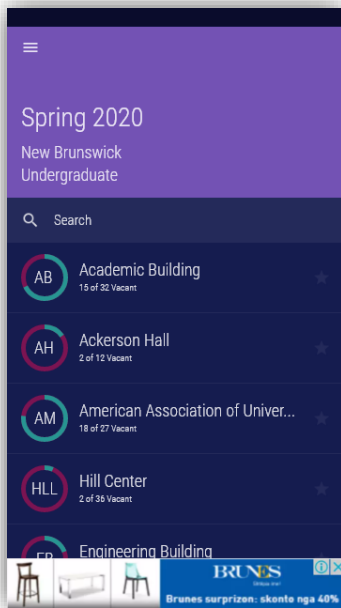 Spring 2020
New Brunswick
Undergraduate
Search
AB
Academic Building
15 of 32 Vacant
AH
Ackerson Hall
2 of 12 Vacant
AM
American Association of Univer...
18 of 27 Vacant
HLL
Hill Center
2 of 36 Vacant
Engineering Building
BRUNES
Brunes surprizon: skonto nga 40%